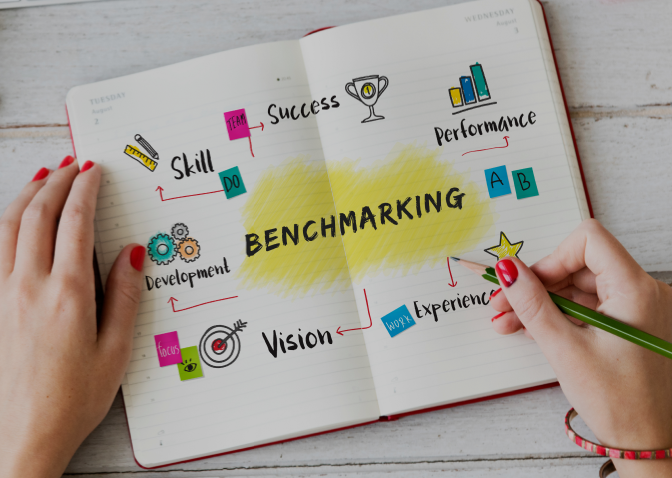 TUESDAY
August
2
WEDNESDAY
August
3
TEAM
Success
Performance
Skill
DO
A
B
BENCHMARKING
Development
Experience
WORK
Vision
FOCUS